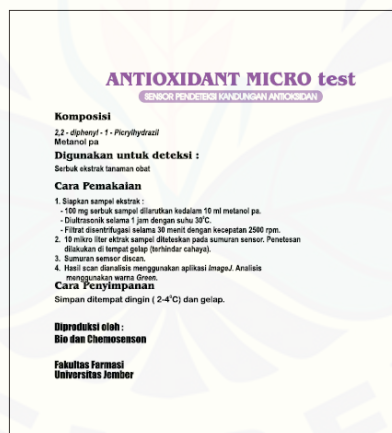 ANTIOXIDANT MICRO test
SENSOR PENDETEKSI KANDUNGAN ANTIOKSIDAN
Komposisi
2,2 - diphenyl - 1 - Picrylhydrazil
Metanol pa
Digunakan untuk deteksi :
Serbuk ekstrak tanaman obat
Cara Pemakaian
1. Siapkan sampel ekstrak :
- 100 mg serbuk sampel dilarutkan kedalam 10 ml metanol pa.
- Diultrasonik selama 1 jam dengan suhu 30°C.
- Filtrat disentrifugasi selama 30 menit dengan kecepatan 2500 rpm.
2. 10 mikro liter ektrak sampel diteteskan pada sumuran sensor. Penetesan
dilakukan di tempat gelap (terhindar cahaya).
3. Sumuran sensor discan.
4. Hasil scan dianalisis menggunakan aplikasi ImageJ. Analisis
menggunakan warna Green.
Cara Penyimpanan
Simpan ditempat dingin ( 2-4°C) dan gelap.
Diproduksi oleh :
Bio dan Chemosenson
Fakultas Farmasi
Universitas Jember